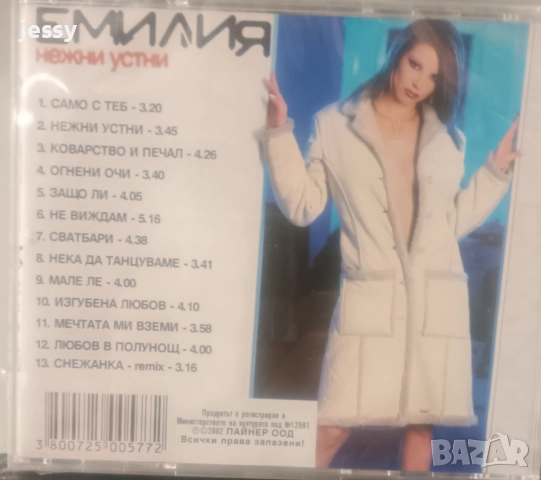 jessy
ЕМИЛИЯ
нежни устни
1. САМО С ТЕБ - 3.20
2. НЕЖНИ УСТНИ - 3.45
3. КОВАРСТВО И ПЕЧАЛ - 4.26
4. ОГНЕНИ ОЧИ - 3.40
5. ЗАЩО ЛИ - 4.05
6. НЕ ВИЖДАМ - 5.16
7. СВАТБАРИ - 4.38
8. НЕКА ДА ТАНЦУВАМЕ - 3.41
9. МАЛЕ ЛЕ - 4.00
10. ИЗГУБЕНА ЛЮБОВ - 4.10
11. МЕЧТАТА МИ ВЗЕМИ - 3.58
12. ЛЮБОВ В ПОЛУНОЩ - 4.00
13. СНЕЖАНКА - remix - 3.16
Продуктът е регистриран в
Министерството на културата под №12991
℗©2002 ПАЙНЕР ООД
Всички права запазени!
3 800725 005772
BAZAR
jessy